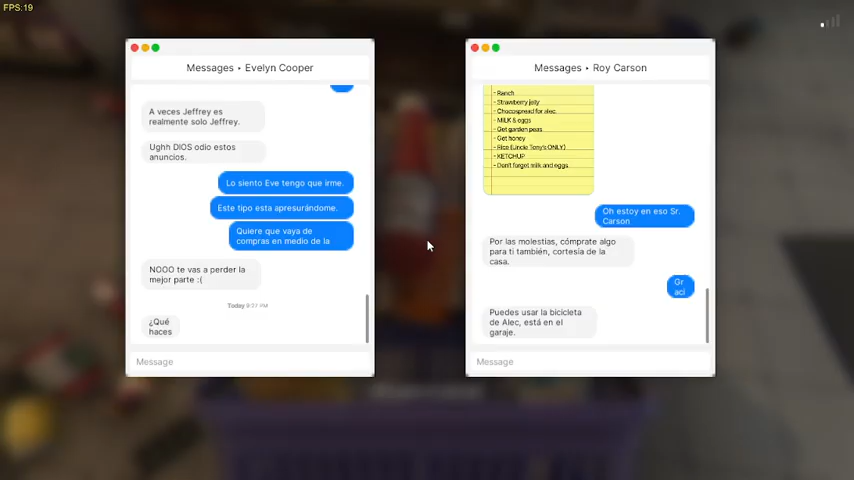 FPS:19
Messages • Evelyn Cooper
A veces Jeffrey es
realmente solo Jeffrey.
Ughh DIOS odio estos
anuncios.
Lo siento Eve tengo que irme.
Este tipo esta apresurándome.
Quiere que vaya de
compras en medio de la
NOOO te vas a perder la
mejor parte :(
Today 9:27 PM
¿Qué
haces
Message
Messages • Roy Carson
- Ranch
- Strawberry jelly
- Chocospread for alec
- MILK & eggs
- Get garden peas
- Get honey
- Rice (Uncle Tony's ONLY)
- KETCHUP
- Don't forget milk and eggs
Oh estoy en eso Sr.
Carson
Por las molestias, cómprate algo
para ti también, cortesía de la
casa.
Gr
aci
Puedes usar la bicicleta
de Alec, está en el
garaje.
Message